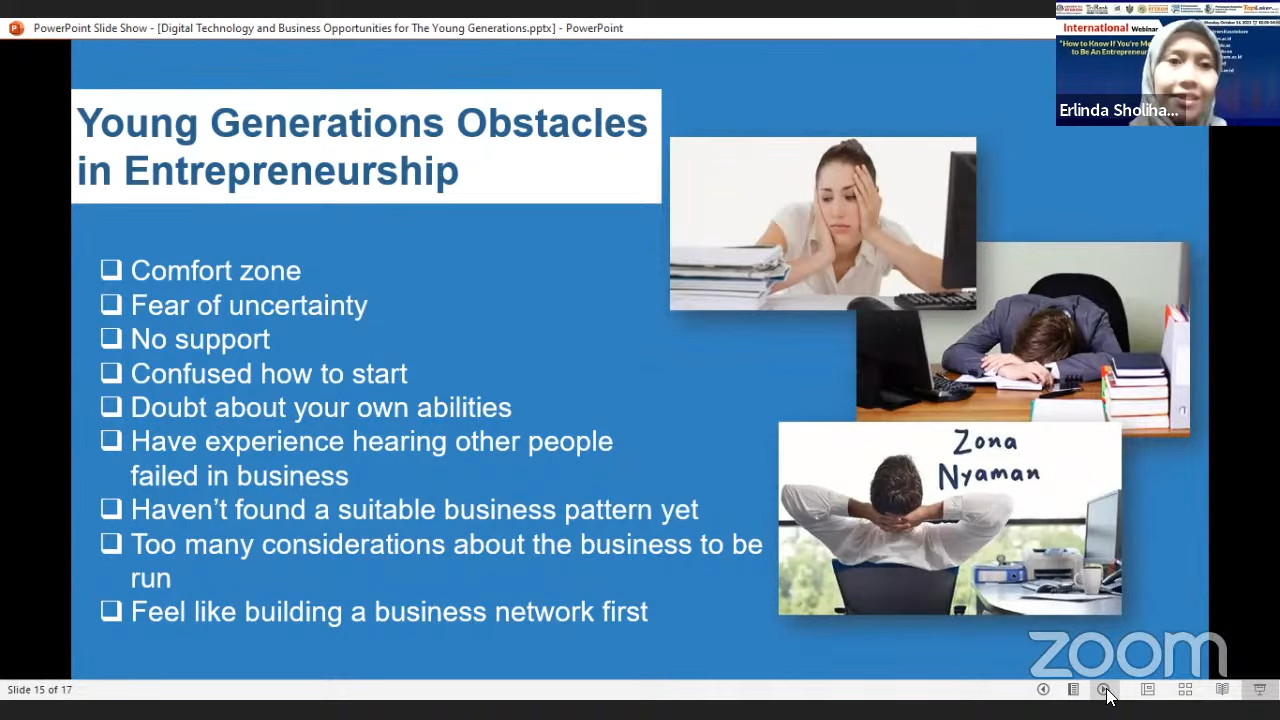 PowerPoint Slide Show - [Digital Technology and Business Opportunities for The Young Generations.pptx] - PowerPoint
International Webinar
Erlinda Sholiha...
Young Generations Obstacles
in Entrepreneurship
❑ Comfort zone
❑ Fear of uncertainty
❑ No support
❑ Confused how to start
❑ Doubt about your own abilities
❑ Have experience hearing other people
failed in business
❑ Haven’t found a suitable business pattern yet
❑ Too many considerations about the business to be
run
❑ Feel like building a business network first
Zona
Nyaman
zoom
Slide 15 of 17